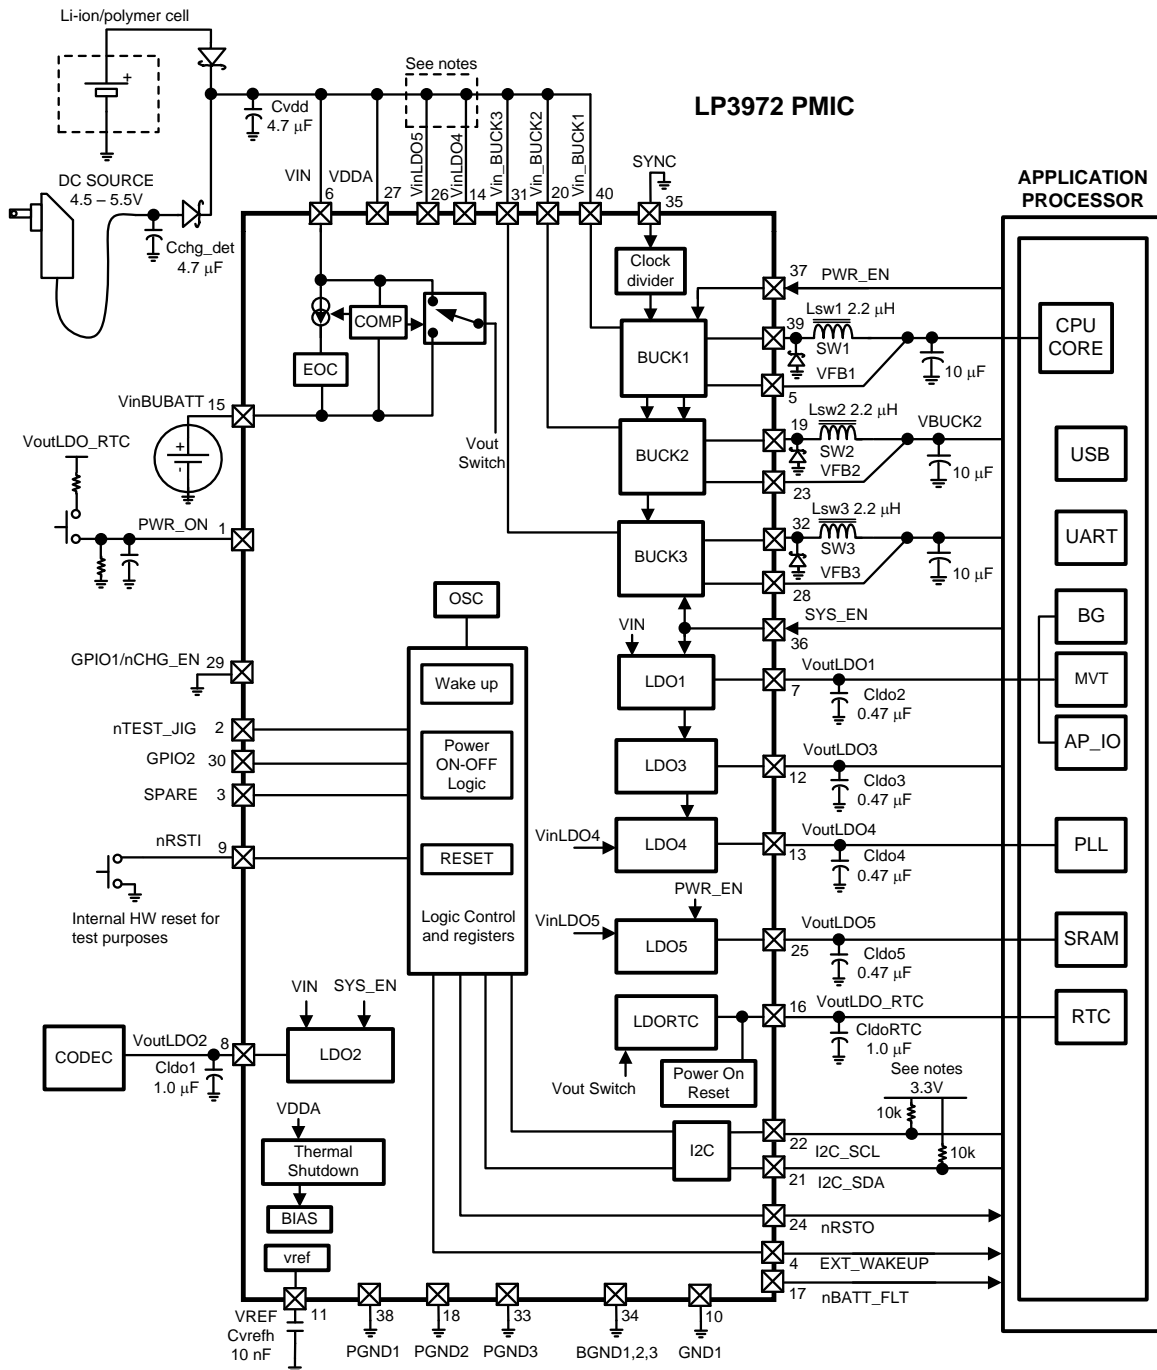 Li-ion/polymer cell
+
See notes
LP3972 PMIC
Cvdd
4.7 µF
DC SOURCE
4.5 – 5.5V
Cchg_det
4.7 µF
VIN
6
VDDA
27
VinLDO5
26
VinLDO4
14
Vin_BUCK3
31
Vin_BUCK2
20
Vin_BUCK1
40
SYNC
35
APPLICATION
PROCESSOR
Clock
divider
37
PWR_EN
COMP
EOC
BUCK1
39
Lsw1 2.2 µH
SW1
VFB1
5
10 µF
CPU
CORE
VinBUBATT
15
VoutLDO_RTC
+
-
Vout
Switch
BUCK2
19
Lsw2 2.2 µH
SW2
VFB2
23
VBUCK2
10 µF
USB
PWR_ON
1
BUCK3
32
Lsw3 2.2 µH
SW3
VFB3
28
10 µF
UART
OSC
SYS_EN
36
BG
GPIO1/nCHG_EN
29
Wake up
VIN
LDO1
7
VoutLDO1
Cldo2
0.47 µF
MVT
nTEST_JIG
2
GPIO2
30
SPARE
3
Power
ON-OFF
Logic
LDO3
12
VoutLDO3
Cldo3
0.47 µF
AP_IO
nRSTI
9
RESET
VinLDO4
LDO4
13
VoutLDO4
Cldo4
0.47 µF
PLL
Internal HW reset for
test purposes
Logic Control
and registers
PWR_EN
VinLDO5
LDO5
25
VoutLDO5
Cldo5
0.47 µF
SRAM
VIN
SYS_EN
LDORTC
16
VoutLDO_RTC
CldoRTC
1.0 µF
RTC
CODEC
VoutLDO2
8
Cldo1
1.0 µF
LDO2
Vout Switch
Power On
Reset
See notes
3.3V
10k
10k
VDDA
Thermal
Shutdown
I2C
22
I2C_SCL
21
I2C_SDA
BIAS
24
nRSTO
vref
4
EXT_WAKEUP
17
nBATT_FLT
VREF
11
Cvrefh
10 nF
38
PGND1
18
PGND2
33
PGND3
34
BGND1,2,3
10
GND1